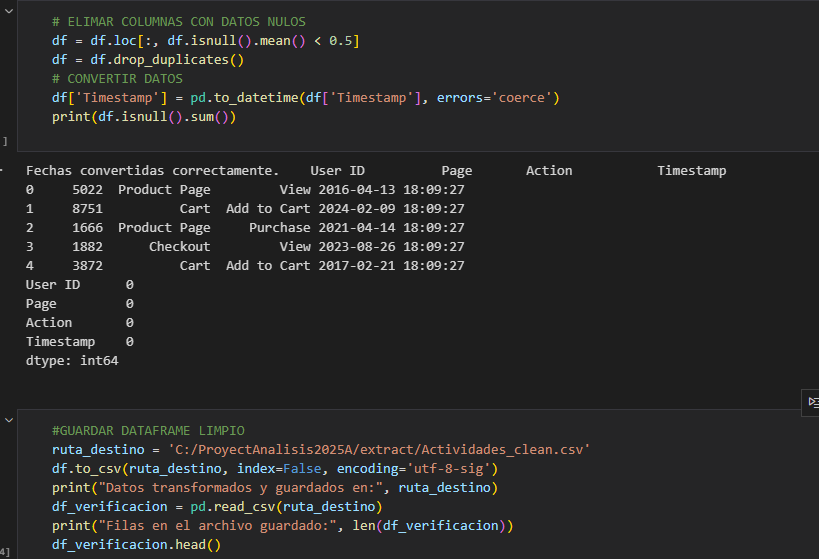 # ELIMAR COLUMNAS CON DATOS NULOS
df = df.loc[:, df.isnull().mean() < 0.5]
df = df.drop_duplicates()
# CONVERTIR DATOS
df['Timestamp'] = pd.to_datetime(df['Timestamp'], errors='coerce')
print(df.isnull().sum())
]
Fechas convertidas correctamente.    User ID          Page       Action           Timestamp
0     5022  Product Page         View 2016-04-13 18:09:27
1     8751          Cart  Add to Cart 2024-02-09 18:09:27
2     1666  Product Page     Purchase 2021-04-14 18:09:27
3     1882      Checkout         View 2023-08-26 18:09:27
4     3872          Cart  Add to Cart 2017-02-21 18:09:27
User ID      0
Page         0
Action       0
Timestamp    0
dtype: int64
#GUARDAR DATAFRAME LIMPIO
ruta_destino = 'C:/ProyectAnalisis2025A/extract/Actividades_clean.csv'
df.to_csv(ruta_destino, index=False, encoding='utf-8-sig')
print("Datos transformados y guardados en:", ruta_destino)
df_verificacion = pd.read_csv(ruta_destino)
print("Filas en el archivo guardado:", len(df_verificacion))
df_verificacion.head()
4]